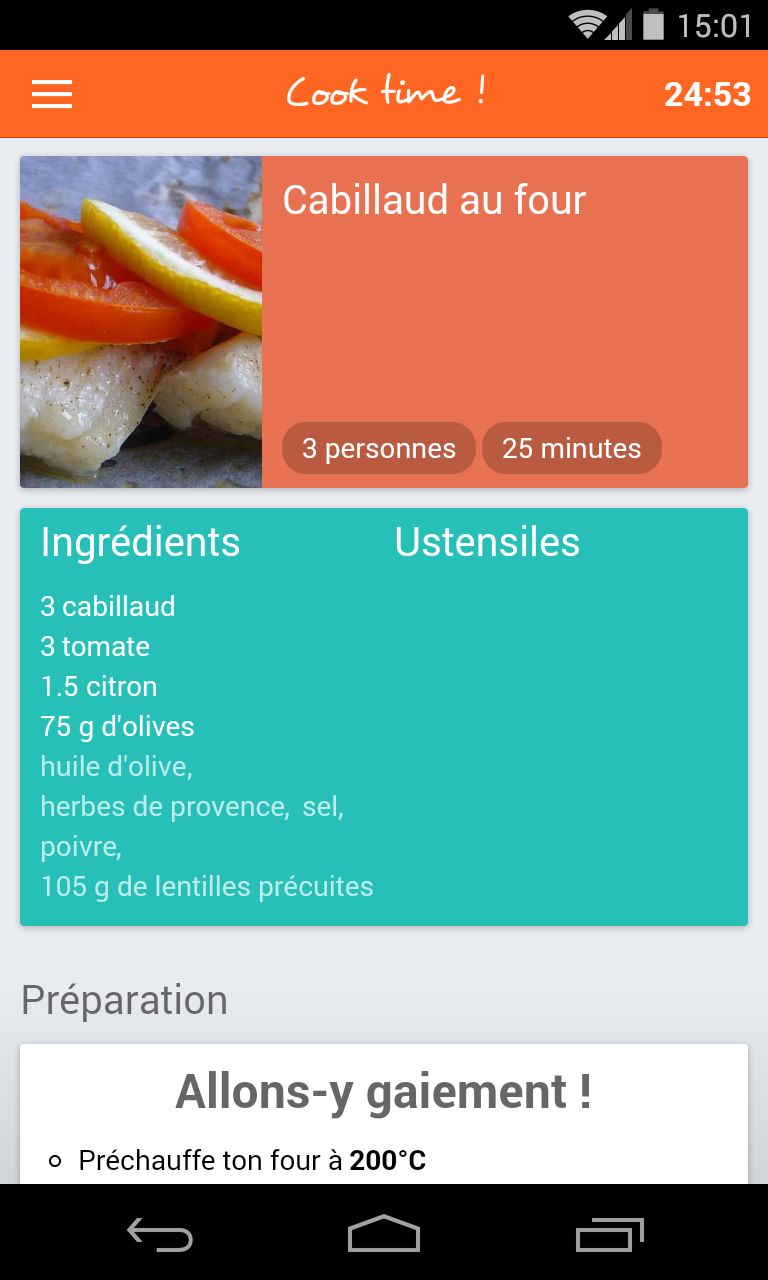 15:01
Cook time !
24:53
Cabillaud au four
3 personnes
25 minutes
Ingrédients
3 cabillaud
3 tomate
1.5 citron
75 g d'olives
huile d'olive,
herbes de provence, sel,
poivre,
105 g de lentilles précuites
Ustensiles
Préparation
Allons-y gaiement !
Préchauffe ton four à 200°C